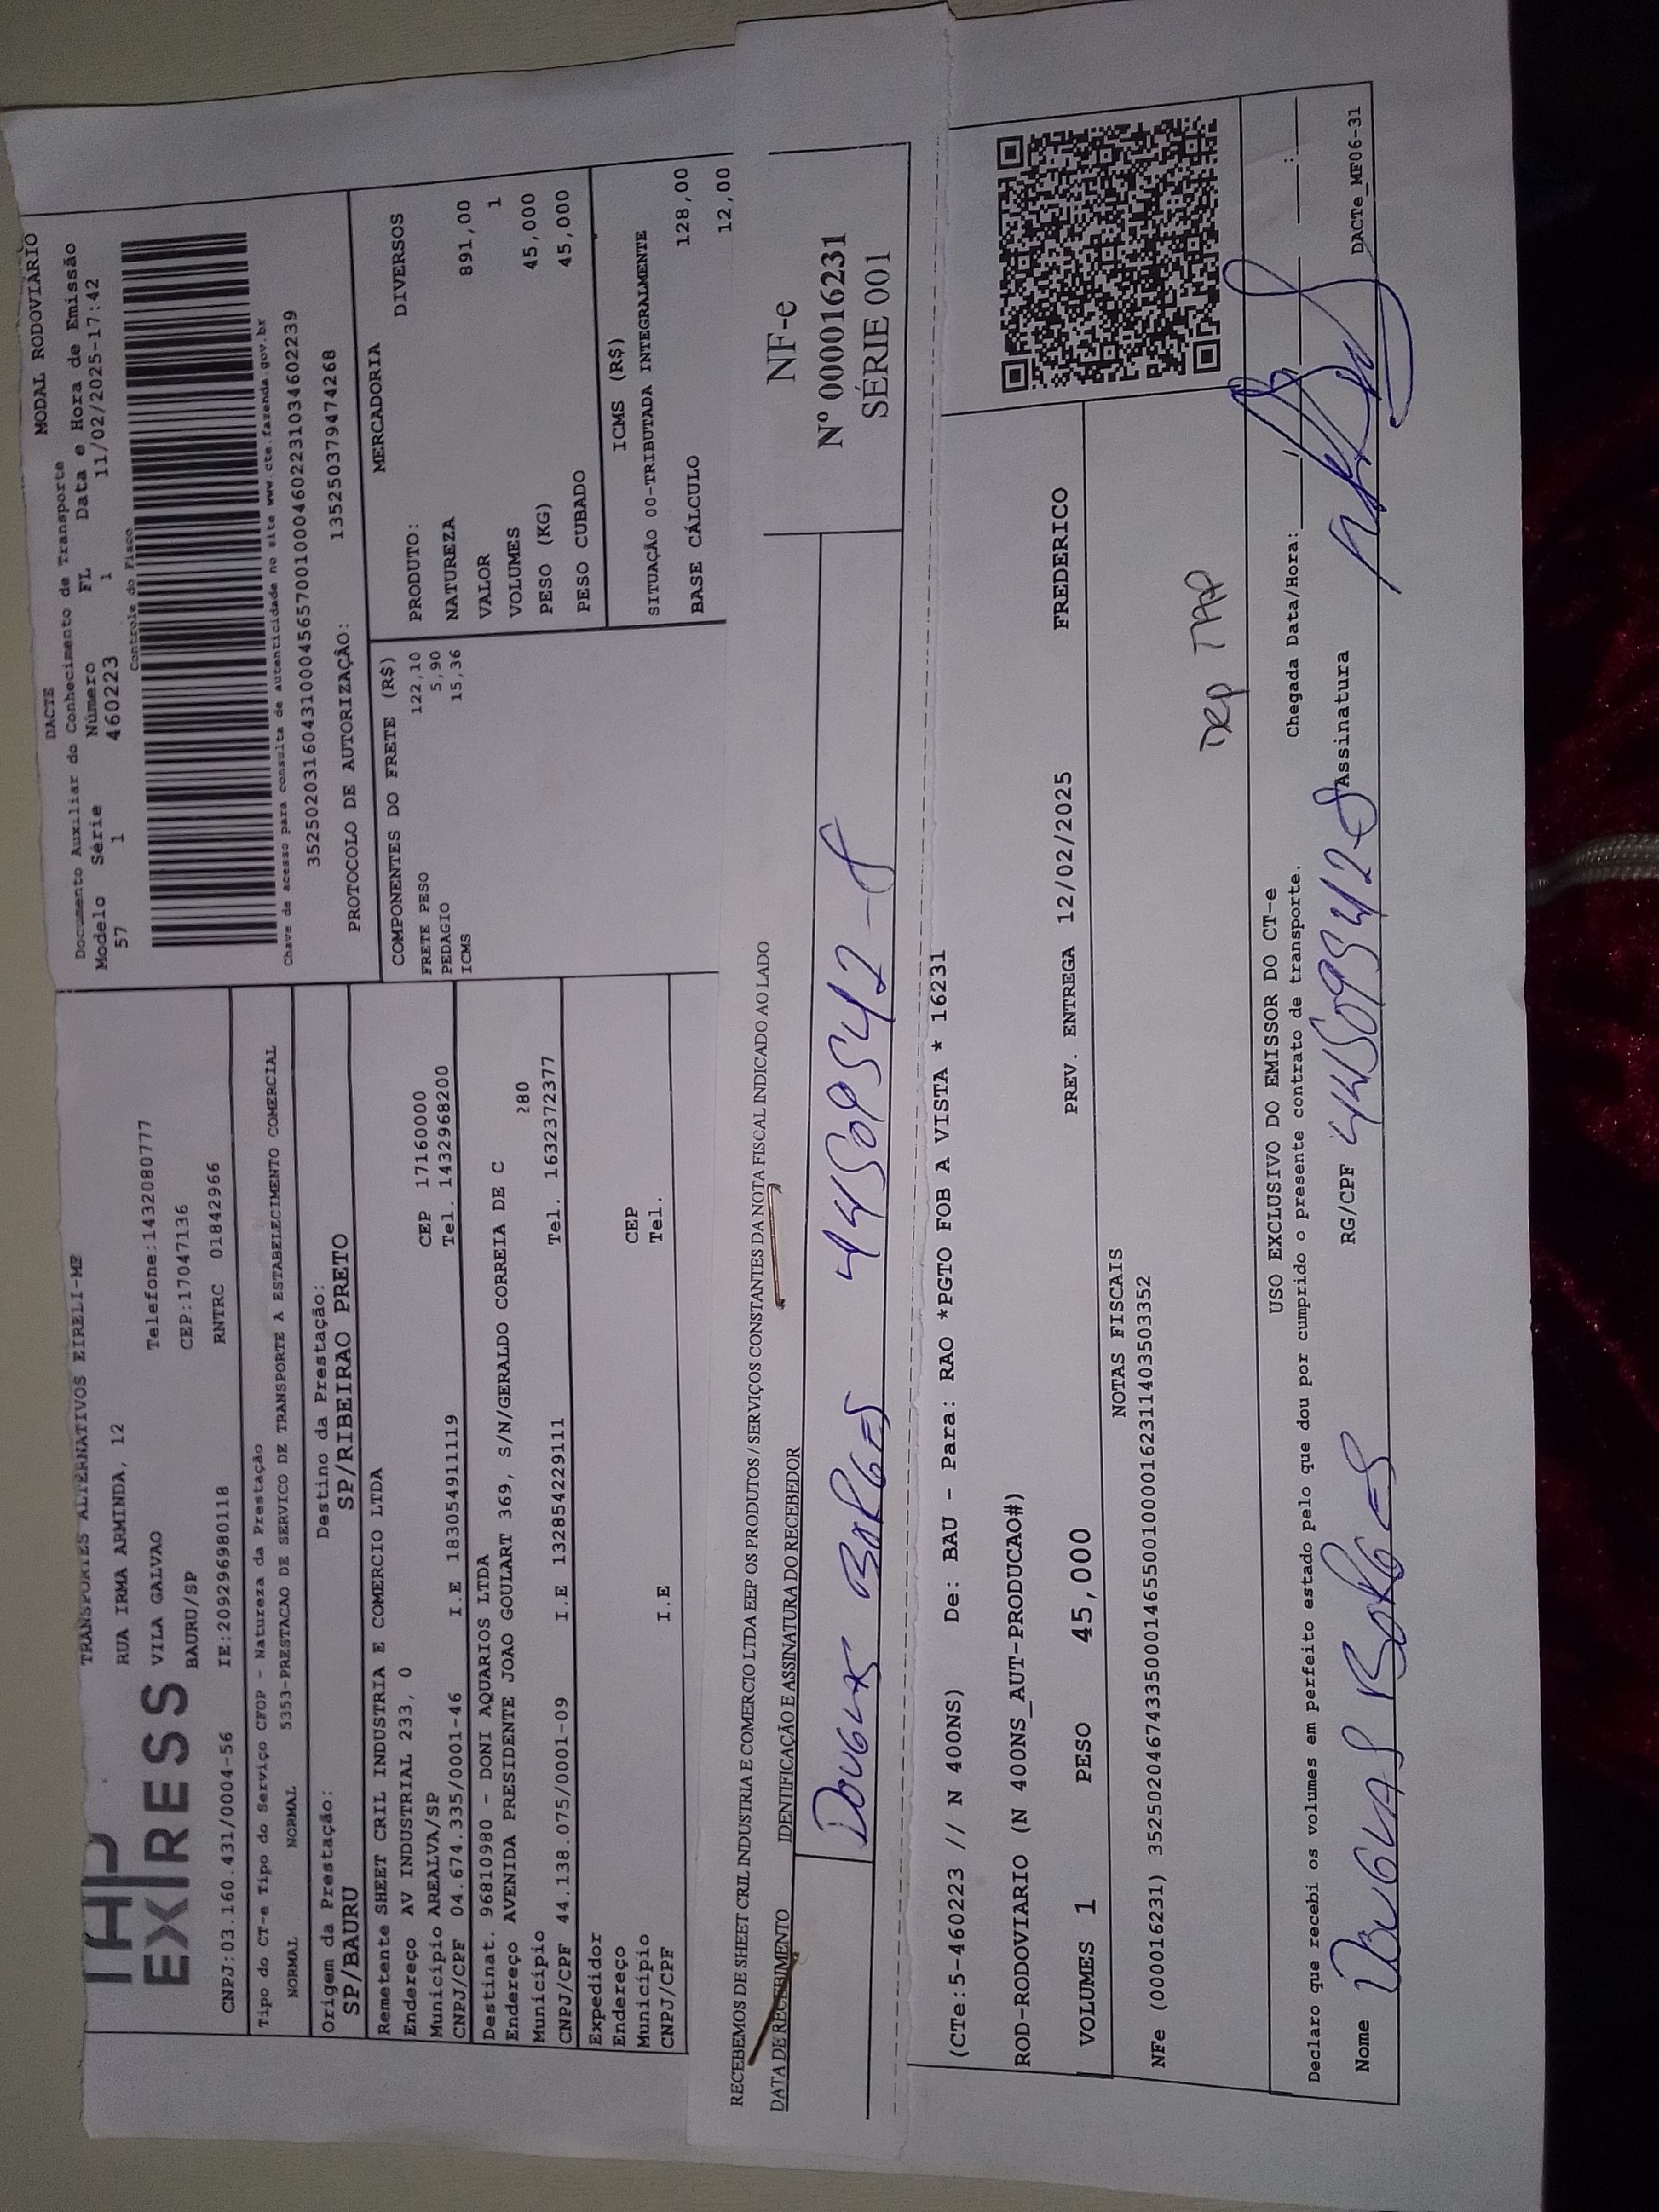 TAP
EXPRESS
TRANSPORTES ALTERNATIVOS EIRELI-MP
RUA IRMA ARMINDA, 12
VILA GALVAO Telefone:1432080777
BAURU/SP CEP:17047136
CNPJ:03.160.431/0004-56 IE:209296980118 RNTRC 01842966
Tipo do CT-e Tipo do Serviço CFOP - Natureza da Prestação
NORMAL NORMAL 5353-PRESTACAO DE SERVICO DE TRANSPORTE A ESTABELECIMENTO COMERCIAL
Origem da Prestação: Destino da Prestação:
SP/BAURU SP/RIBEIRAO PRETO
Remetente SHEET CRIL INDUSTRIA E COMERCIO LTDA
Endereço AV INDUSTRIAL 233, 0 CEP 17160000
Município AREALVA/SP Tel. 1432968200
CNPJ/CPF 04.674.335/0001-46 I.E 183054911119
Destinat. 96810980 - DONI AQUARIOS LTDA
Endereço AVENIDA PRESIDENTE JOAO GOULART 369, S/N/GERALDO CORREIA DE C
Município 280
CNPJ/CPF 44.138.075/0001-09 I.E 132854229111 Tel. 1632372377
Expedidor
Endereço CEP
Município Tel.
CNPJ/CPF I.E
DACTE MODAL RODOVIÁRIO
Documento Auxiliar do Conhecimento de Transporte
Modelo Série Número FL Data e Hora de Emissão
57 1 460223 1 11/02/2025-17:42
Controle do Fisco
Chave de acesso para consulta de autenticidade no site www.cte.fazenda.gov.br
35250203160431000456570010004602231034602239
PROTOCOLO DE AUTORIZAÇÃO: 135250379474268
COMPONENTES DO FRETE (R$)
FRETE PESO 122,10
PEDAGIO 5,90
ICMS 15,36
MERCADORIA
PRODUTO: DIVERSOS
NATUREZA
VALOR 891,00
VOLUMES 1
PESO (KG) 45,000
PESO CUBADO 45,000
ICMS (R$)
SITUAÇÃO 00-TRIBUTADA INTEGRALMENTE
BASE CÁLCULO 128,00
12,00
RECEBEMOS DE SHEET CRIL INDUSTRIA E COMERCIO LTDA EEP OS PRODUTOS / SERVIÇOS CONSTANTES DA NOTA FISCAL INDICADO AO LADO
DATA DE RECEBIMENTO IDENTIFICAÇÃO E ASSINATURA DO RECEBEDOR
DOUGLAS BORGES 44509342-8
NF-e
Nº 000016231
SÉRIE 001
(CTe:5-460223 // N 400NS) De: BAU - Para: RAO *PGTO FOB A VISTA * 16231
ROD-RODOVIARIO (N 400NS_AUT-PRODUCAO#)
VOLUMES 1 PESO 45,000 PREV. ENTREGA 12/02/2025 FREDERICO
NOTAS FISCAIS
NFe (000016231) 35250204674335000146550010000162311403503352
DEP TAP
USO EXCLUSIVO DO EMISSOR DO CT-e
Declaro que recebi os volumes em perfeito estado pelo que dou por cumprido o presente contrato de transporte. Chegada Data/Hora:
Nome DOUGLAS BORGES RG/CPF 44509342-8 Assinatura
DACTe_MF06-31